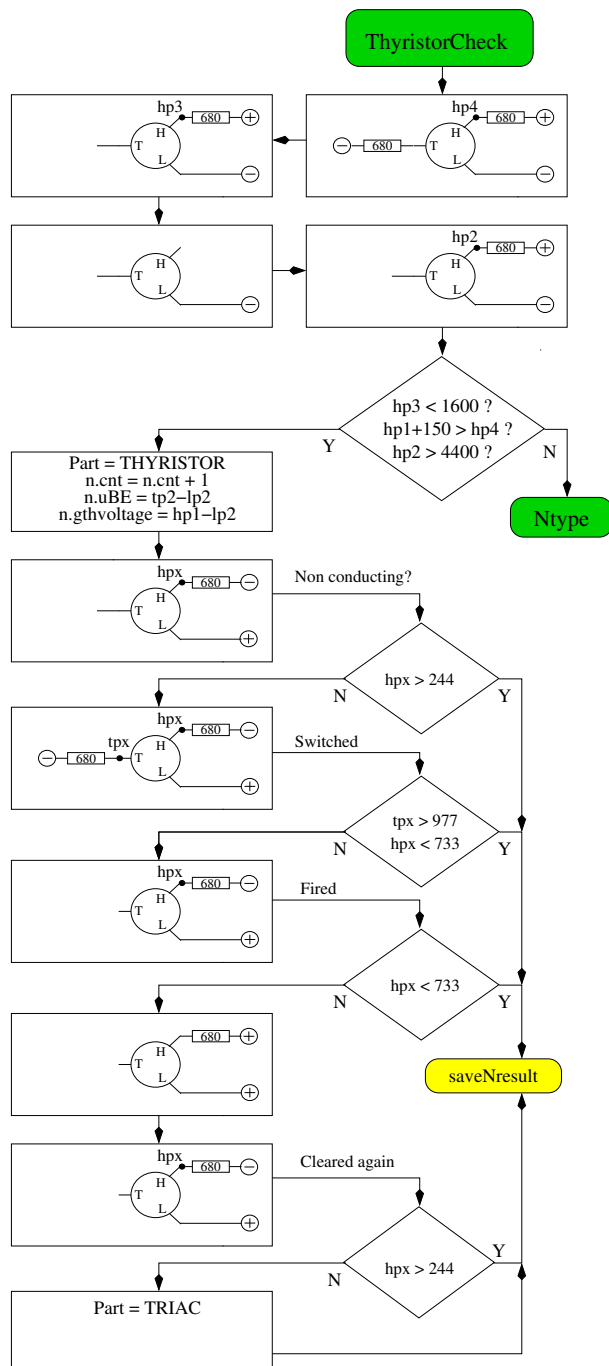 ThyristorCheck
hp3
H
680
+
T
L
−
hp4
H
680
+
−
680
T
L
−
H
T
L
−
hp2
H
680
+
T
L
−
hp3 < 1600 ?
hp1+150 > hp4 ?
hp2 > 4400 ?
Y
N
Part = THYRISTOR
n.cnt = n.cnt + 1
n.uBE = tp2−lp2
n.gthvoltage = hp1−lp2
Ntype
hpx
H
680
−
T
L
+
Non conducting?
hpx > 244
N
Y
hpx
tpx
H
680
−
−
680
T
L
+
Switched
tpx > 977
hpx < 733
N
Y
hpx
H
680
−
T
L
+
Fired
hpx < 733
N
Y
H
680
+
T
L
+
saveNresult
hpx
H
680
−
T
L
+
Cleared again
hpx > 244
N
Y
Part = TRIAC